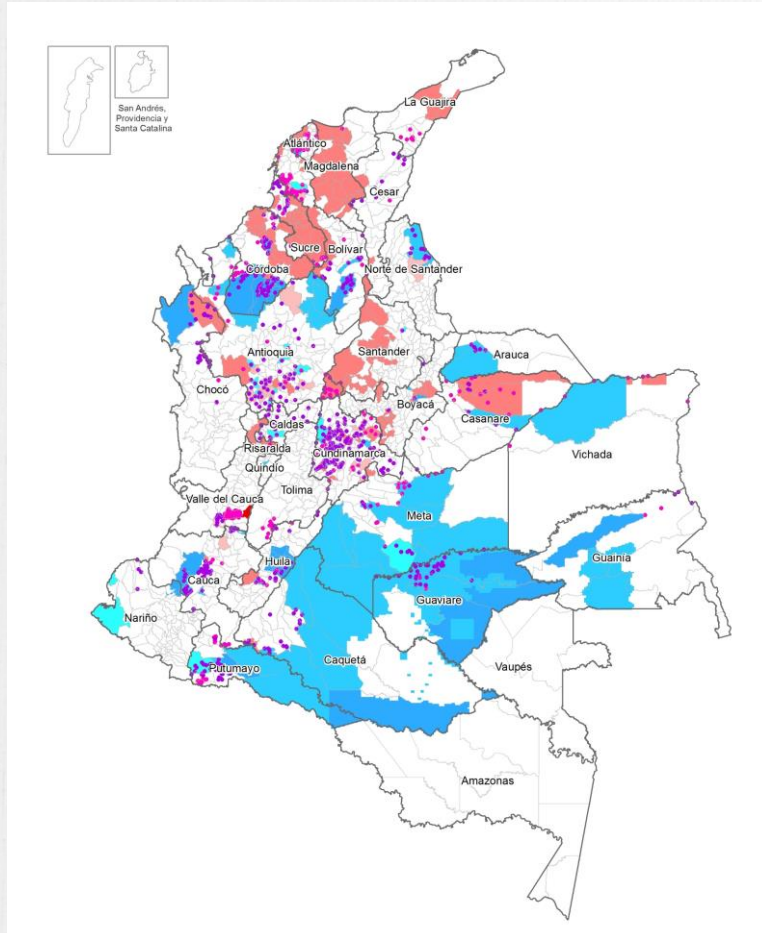 San Andrés,
Providencia y
Santa Catalina
La Guajira
Atlántico
Magdalena
Cesar
Sucre
Bolívar
Córdoba
Norte de Santander
Antioquia
Santander
Arauca
Chocó
Boyacá
Casanare
Caldas
Risaralda
Cundinamarca
Vichada
Quindío
Tolima
Valle del Cauca
Meta
Guainía
Huila
Cauca
Guaviare
Nariño
Caquetá
Vaupés
Putumayo
Amazonas